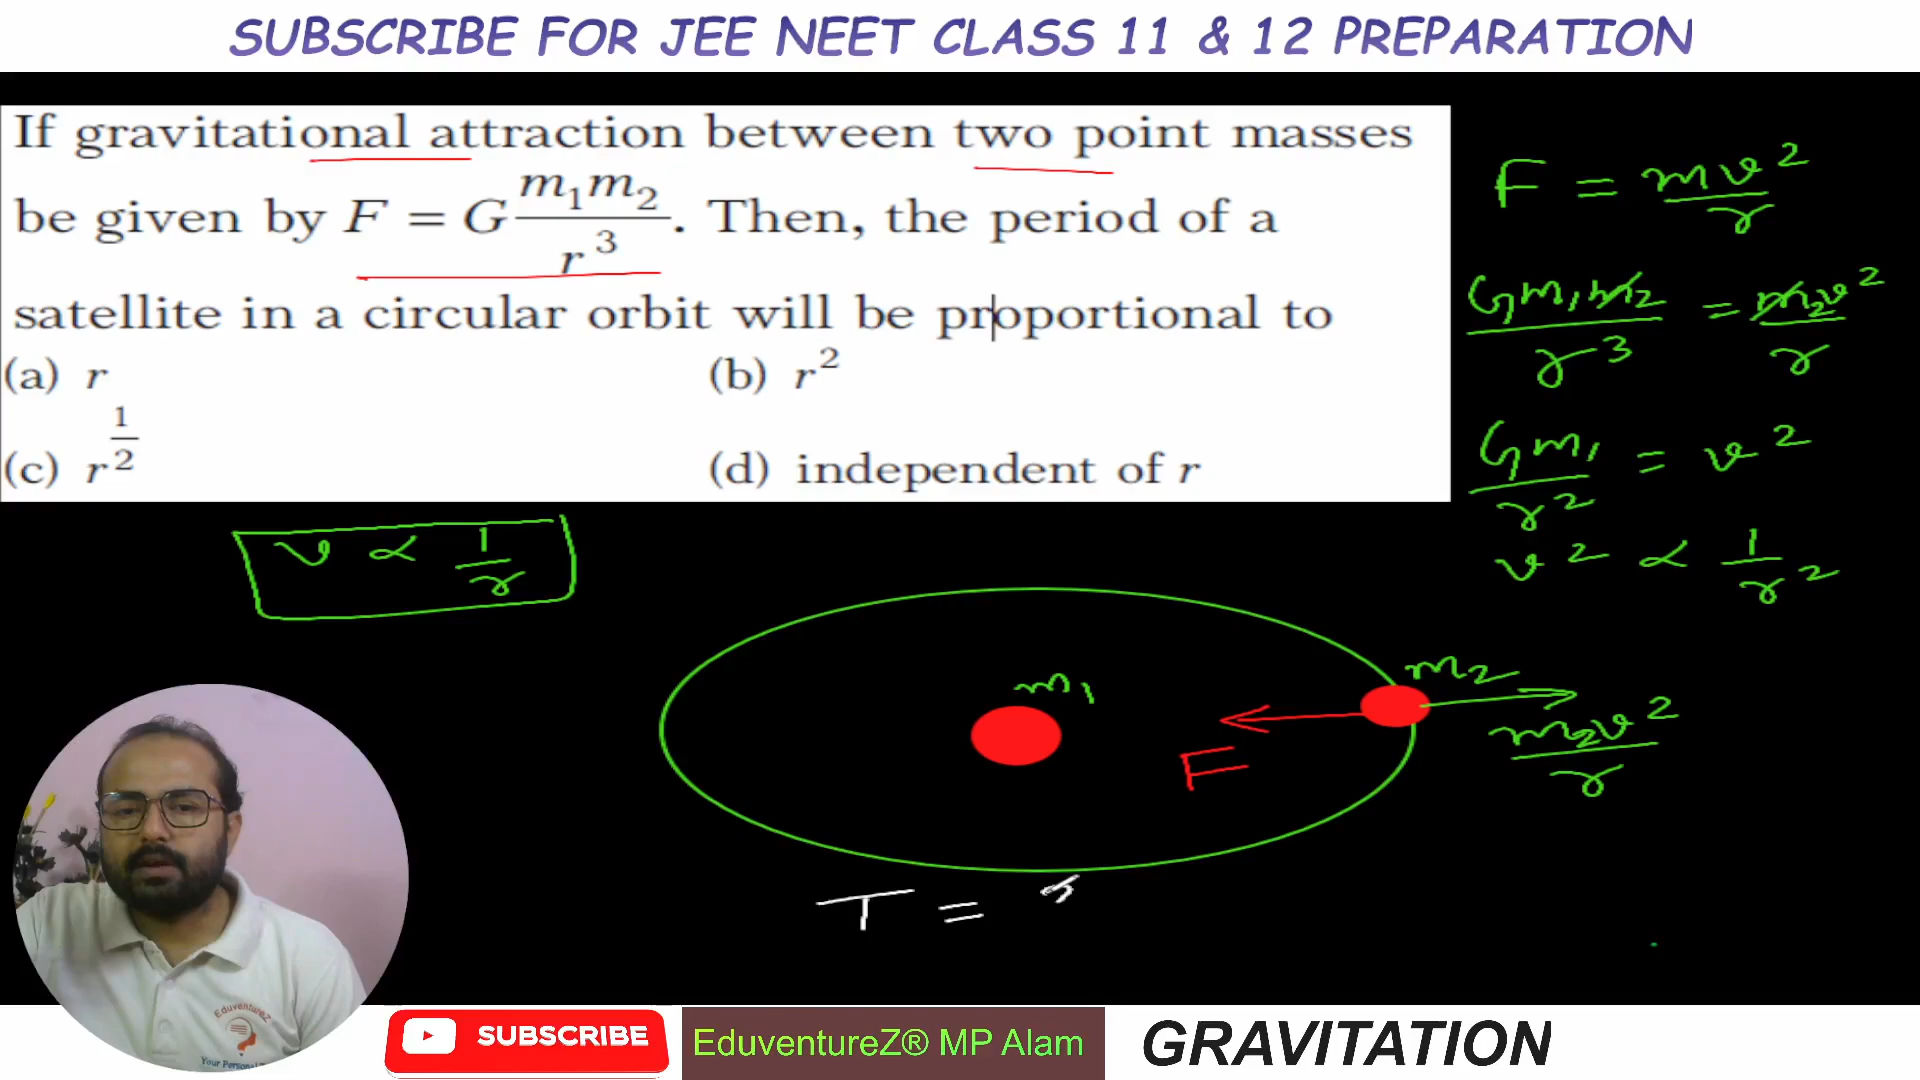 SUBSCRIBE FOR JEE NEET CLASS 11 & 12 PREPARATION
If gravitational attraction between two point masses
be given by F = G m₁m₂ / r³. Then, the period of a
satellite in a circular orbit will be proportional to
(a) r (b) r²
(c) r^(1/2) (d) independent of r
F = mv²/r
Gm₁m₂/r³ = m₂v²/r
Gm₁/r² = v²
v² ∝ 1/r²
v ∝ 1/r
m₁
m₂
F
m₂v²/r
T =
EduventureZ
SUBSCRIBE
EduventureZ® MP Alam
GRAVITATION